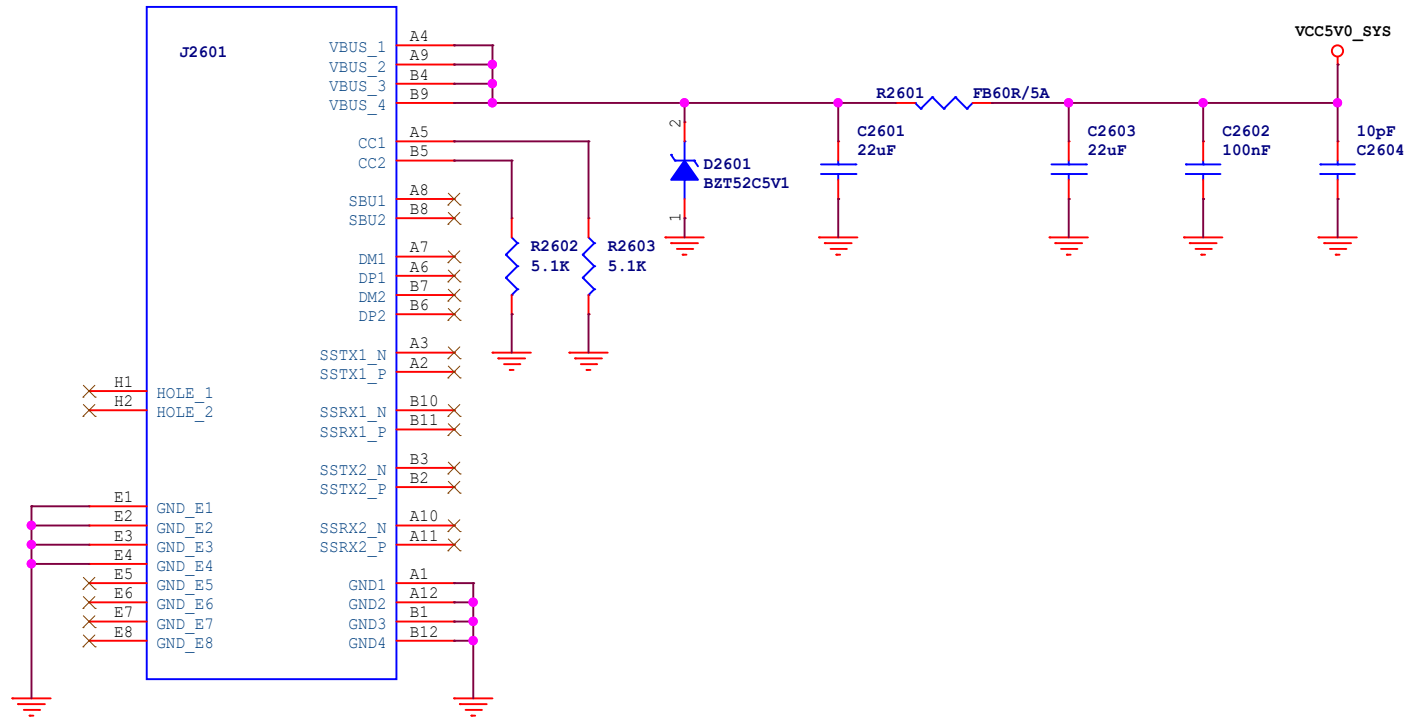 J2601
VBUS_1 A4
VBUS_2 A9
VBUS_3 B4
VBUS_4 B9
CC1 A5
CC2 B5
SBU1 A8
SBU2 B8
DM1 A7
DP1 A6
DM2 B7
DP2 B6
SSTX1_N A3
SSTX1_P A2
SSRX1_N B10
SSRX1_P B11
SSTX2_N B3
SSTX2_P B2
SSRX2_N A10
SSRX2_P A11
GND1 A1
GND2 A12
GND3 B1
GND4 B12
H1 HOLE_1
H2 HOLE_2
E1 GND_E1
E2 GND_E2
E3 GND_E3
E4 GND_E4
E5 GND_E5
E6 GND_E6
E7 GND_E7
E8 GND_E8
R2602
5.1K
R2603
5.1K
2
D2601
BZT52C5V1
1
C2601
22uF
R2601 FB60R/5A
C2603
22uF
C2602
100nF
10pF
C2604
VCC5V0_SYS